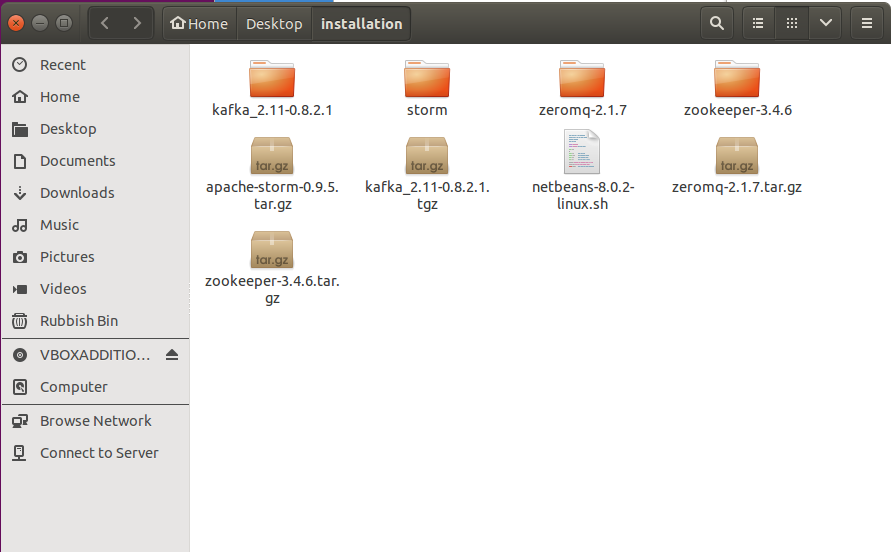 Home Desktop installation
Recent
Home
Desktop
Documents
Downloads
Music
Pictures
Videos
Rubbish Bin
VBOXADDITIO...
Computer
Browse Network
Connect to Server
kafka_2.11-0.8.2.1
storm
zeromq-2.1.7
zookeeper-3.4.6
tar.gz
apache-storm-0.9.5.
tar.gz
tar.gz
kafka_2.11-0.8.2.1.
tgz
netbeans-8.0.2-
linux.sh
tar.gz
zeromq-2.1.7.tar.gz
tar.gz
zookeeper-3.4.6.tar.
gz